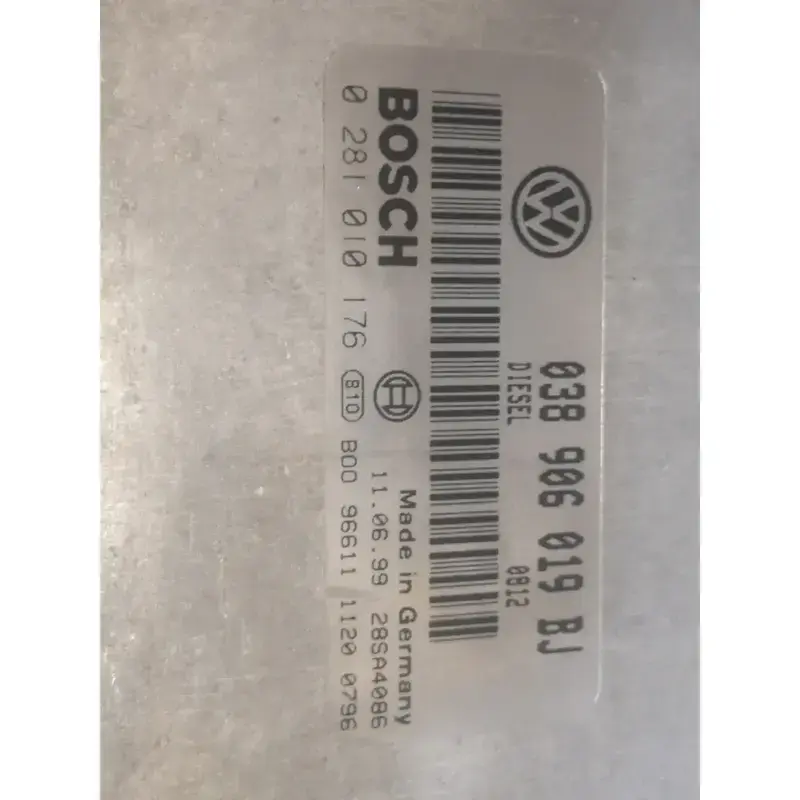 038 906 019 BJ
DIESEL 0812
BOSCH
Made in Germany
11.06.99 28SA4086
0 281 010 176 B10 B00 96611 1120 0796